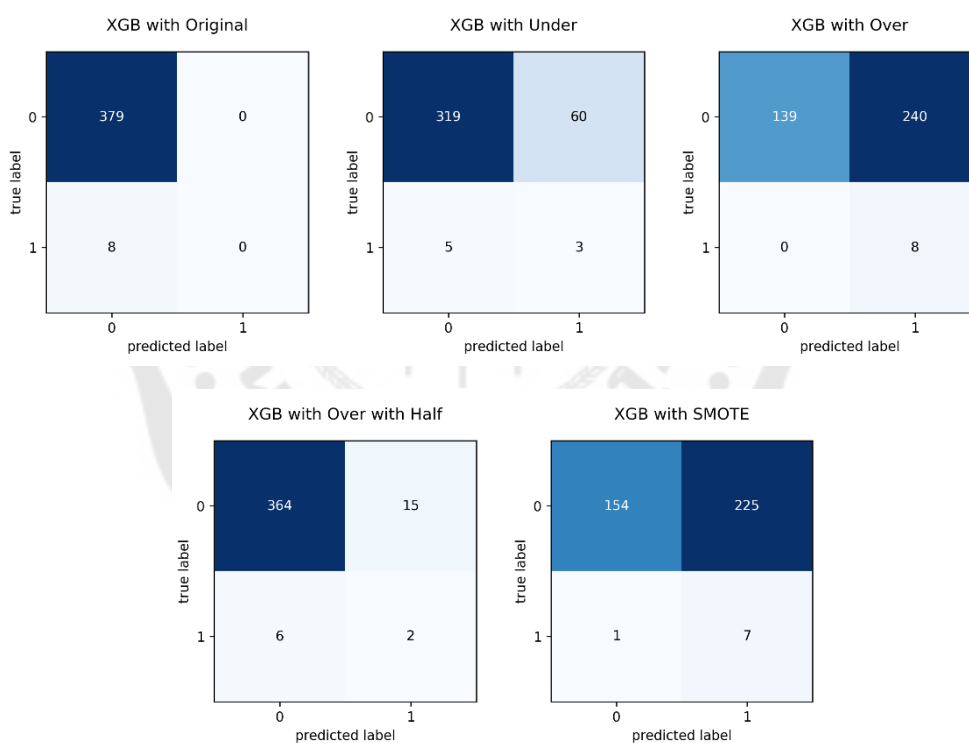 XGB with Original
XGB with Under
XGB with Over
0
379
0
true label
1
8
0
0
1
predicted label
0
319
60
true label
1
5
3
0
1
predicted label
0
139
240
true label
1
0
8
0
1
predicted label
XGB with Over with Half
XGB with SMOTE
0
364
15
true label
1
6
2
0
1
predicted label
0
154
225
true label
1
1
7
0
1
predicted label